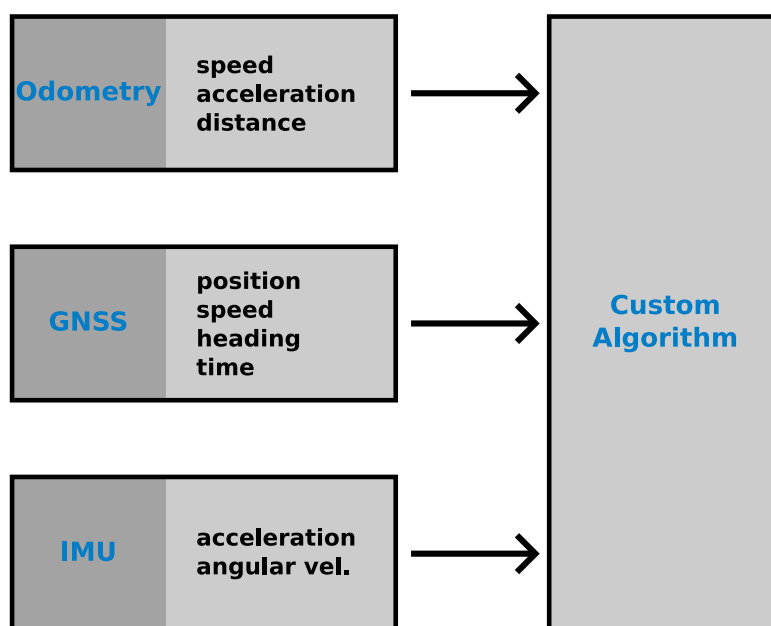 Odometry
speed
acceleration
distance
GNSS
position
speed
heading
time
IMU
acceleration
angular vel.
Custom
Algorithm